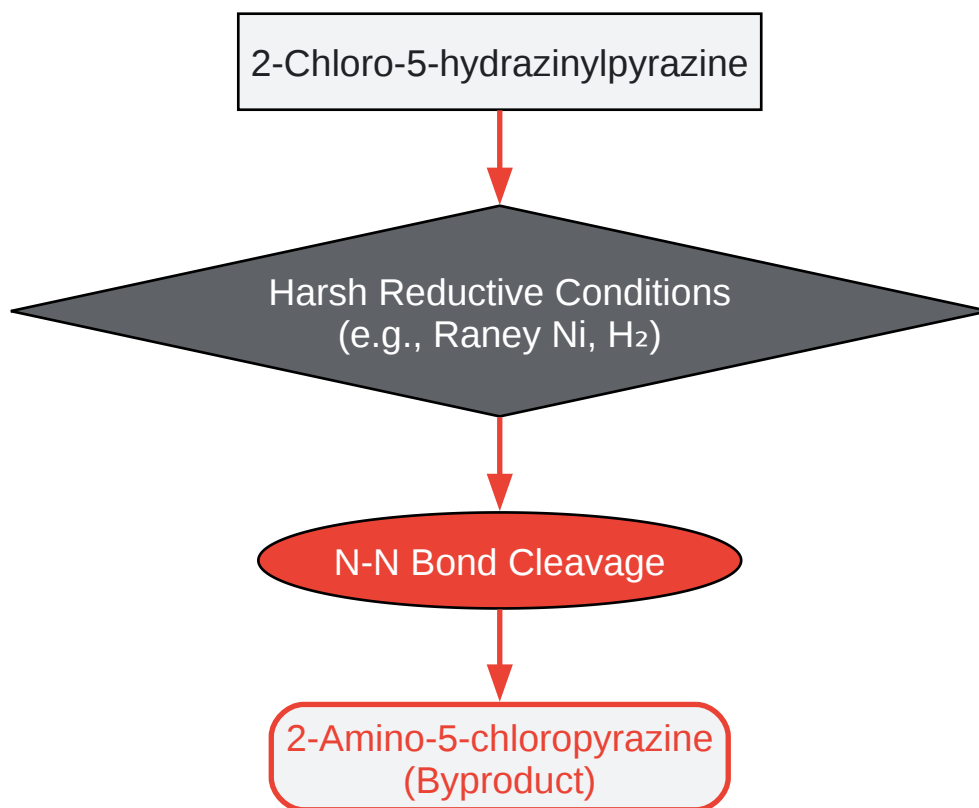 2-Chloro-5-hydrazinylpyrazine
Harsh Reductive Conditions
(e.g., Raney Ni, H₂)
N-N Bond Cleavage
2-Amino-5-chloropyrazine
(Byproduct)